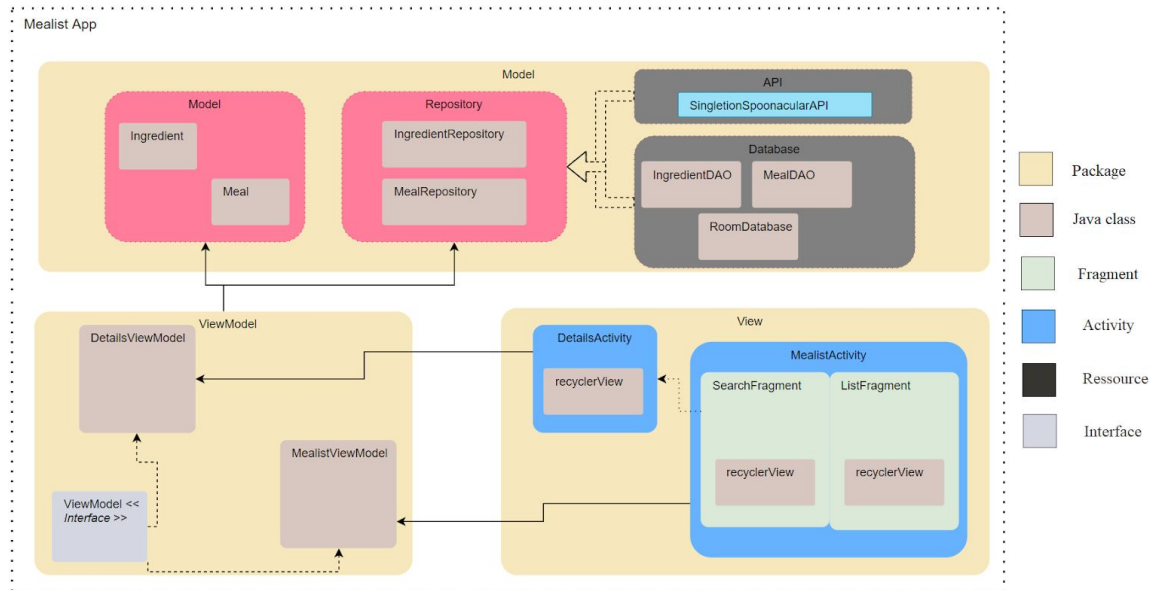 Mealist App
Model
Model
Ingredient
Meal
Repository
IngredientRepository
MealRepository
API
SingletionSpoonacularAPI
Database
IngredientDAO
MealDAO
RoomDatabase
ViewModel
DetailsViewModel
MealistViewModel
ViewModel <<
Interface >>
View
DetailsActivity
recyclerView
MealistActivity
SearchFragment
recyclerView
ListFragment
recyclerView
Package
Java class
Fragment
Activity
Ressource
Interface